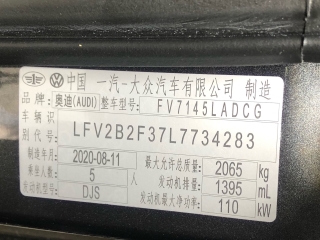 中国 一汽-大众汽车有限公司 制造
品牌:奥迪(AUDI) 整车型号: FV7145LADCG
车辆识别 LFV2B2F37L7734283
制造年月 2020-08-11 最大允许总质量: 2065 kg
乘坐人数: 5 人 发动机排量: 1395 mL
发动机型号: DJS 发动机最大净功率: 110 kW